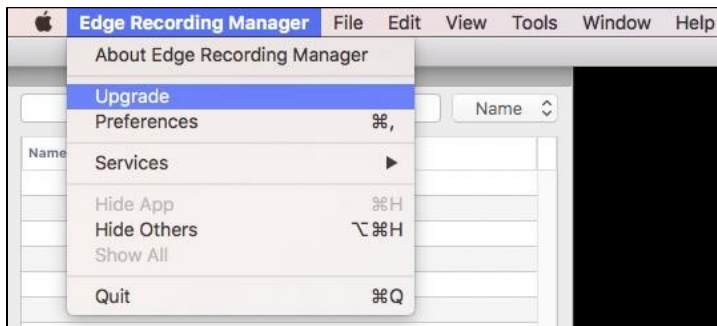 Edge Recording Manager File Edit View Tools Window Help
About Edge Recording Manager
Upgrade
Name
Preferences ⌘,
Name
Services ▶
Hide App ⌘H
Hide Others ⌥⌘H
Show All
Quit ⌘Q